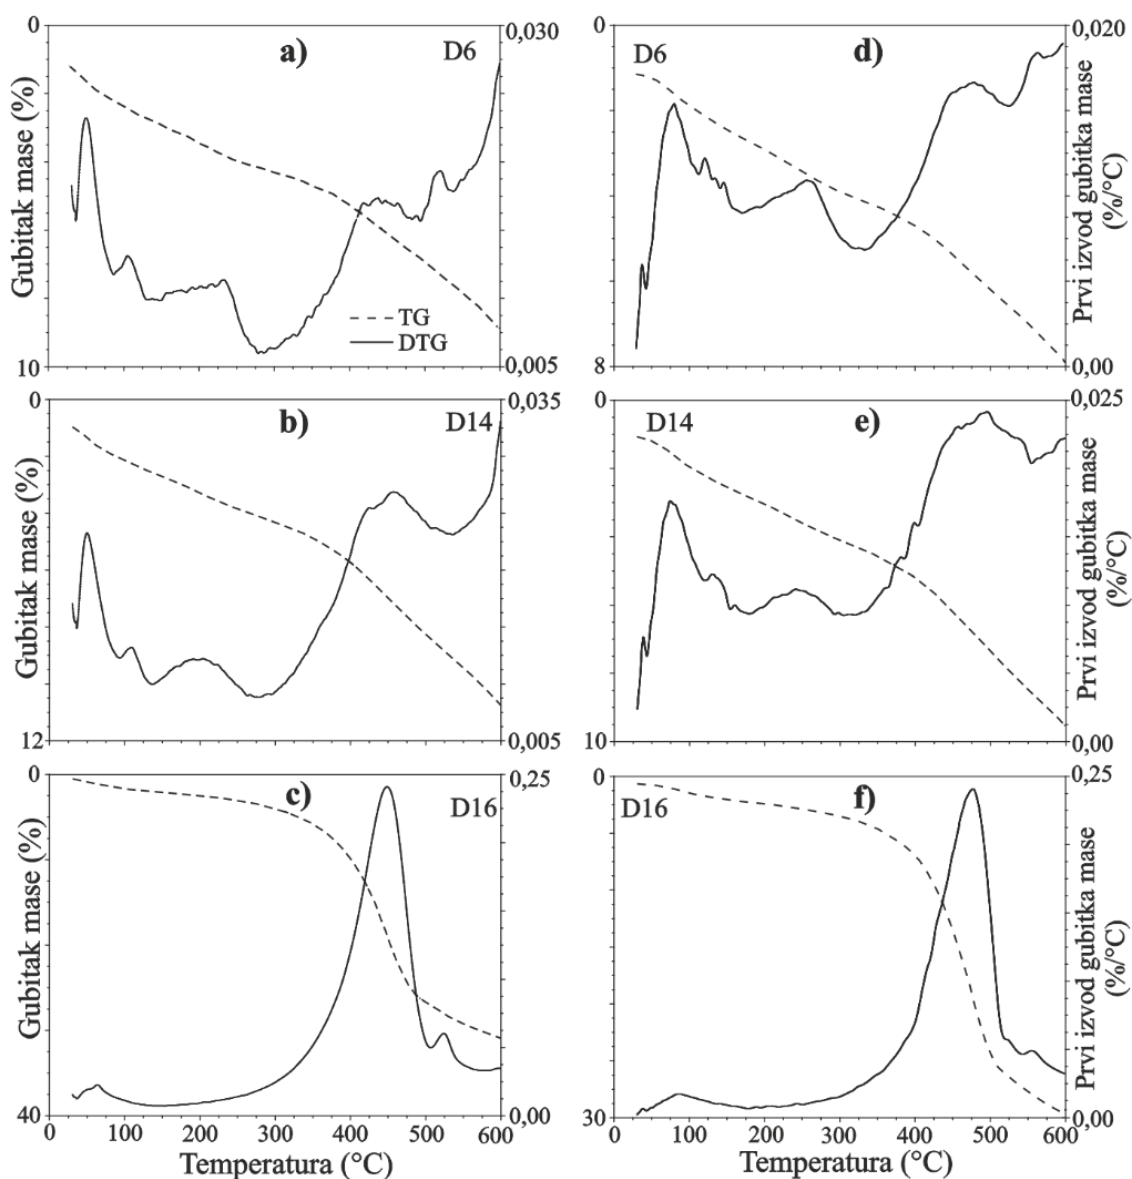 0
a)
D6
0,030
Gubitak mase (%)
TG
DTG
10
0,005
0
d)
D6
0,020
Prvi izvod gubitka mase
(%/°C)
8
0,00
0
b)
D14
0,035
Gubitak mase (%)
12
0,005
0
D14
e)
0,025
Prvi izvod gubitka mase
(%/°C)
10
0,00
0
c)
D16
0,25
Gubitak mase (%)
40
0,00
0 100 200 300 400 500 600
Temperatura (°C)
0
D16
f)
0,25
Prvi izvod gubitka mase
(%/°C)
30
0,00
0 100 200 300 400 500 600
Temperatura (°C)